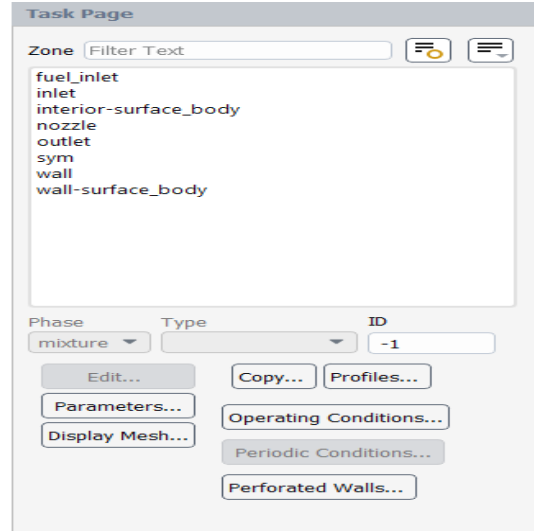 Task Page
Zone Filter Text
fuel_inlet
inlet
interior-surface_body
nozzle
outlet
sym
wall
wall-surface_body
Phase Type ID
mixture -1
Edit... Copy... Profiles...
Parameters... Operating Conditions...
Display Mesh... Periodic Conditions...
Perforated Walls...